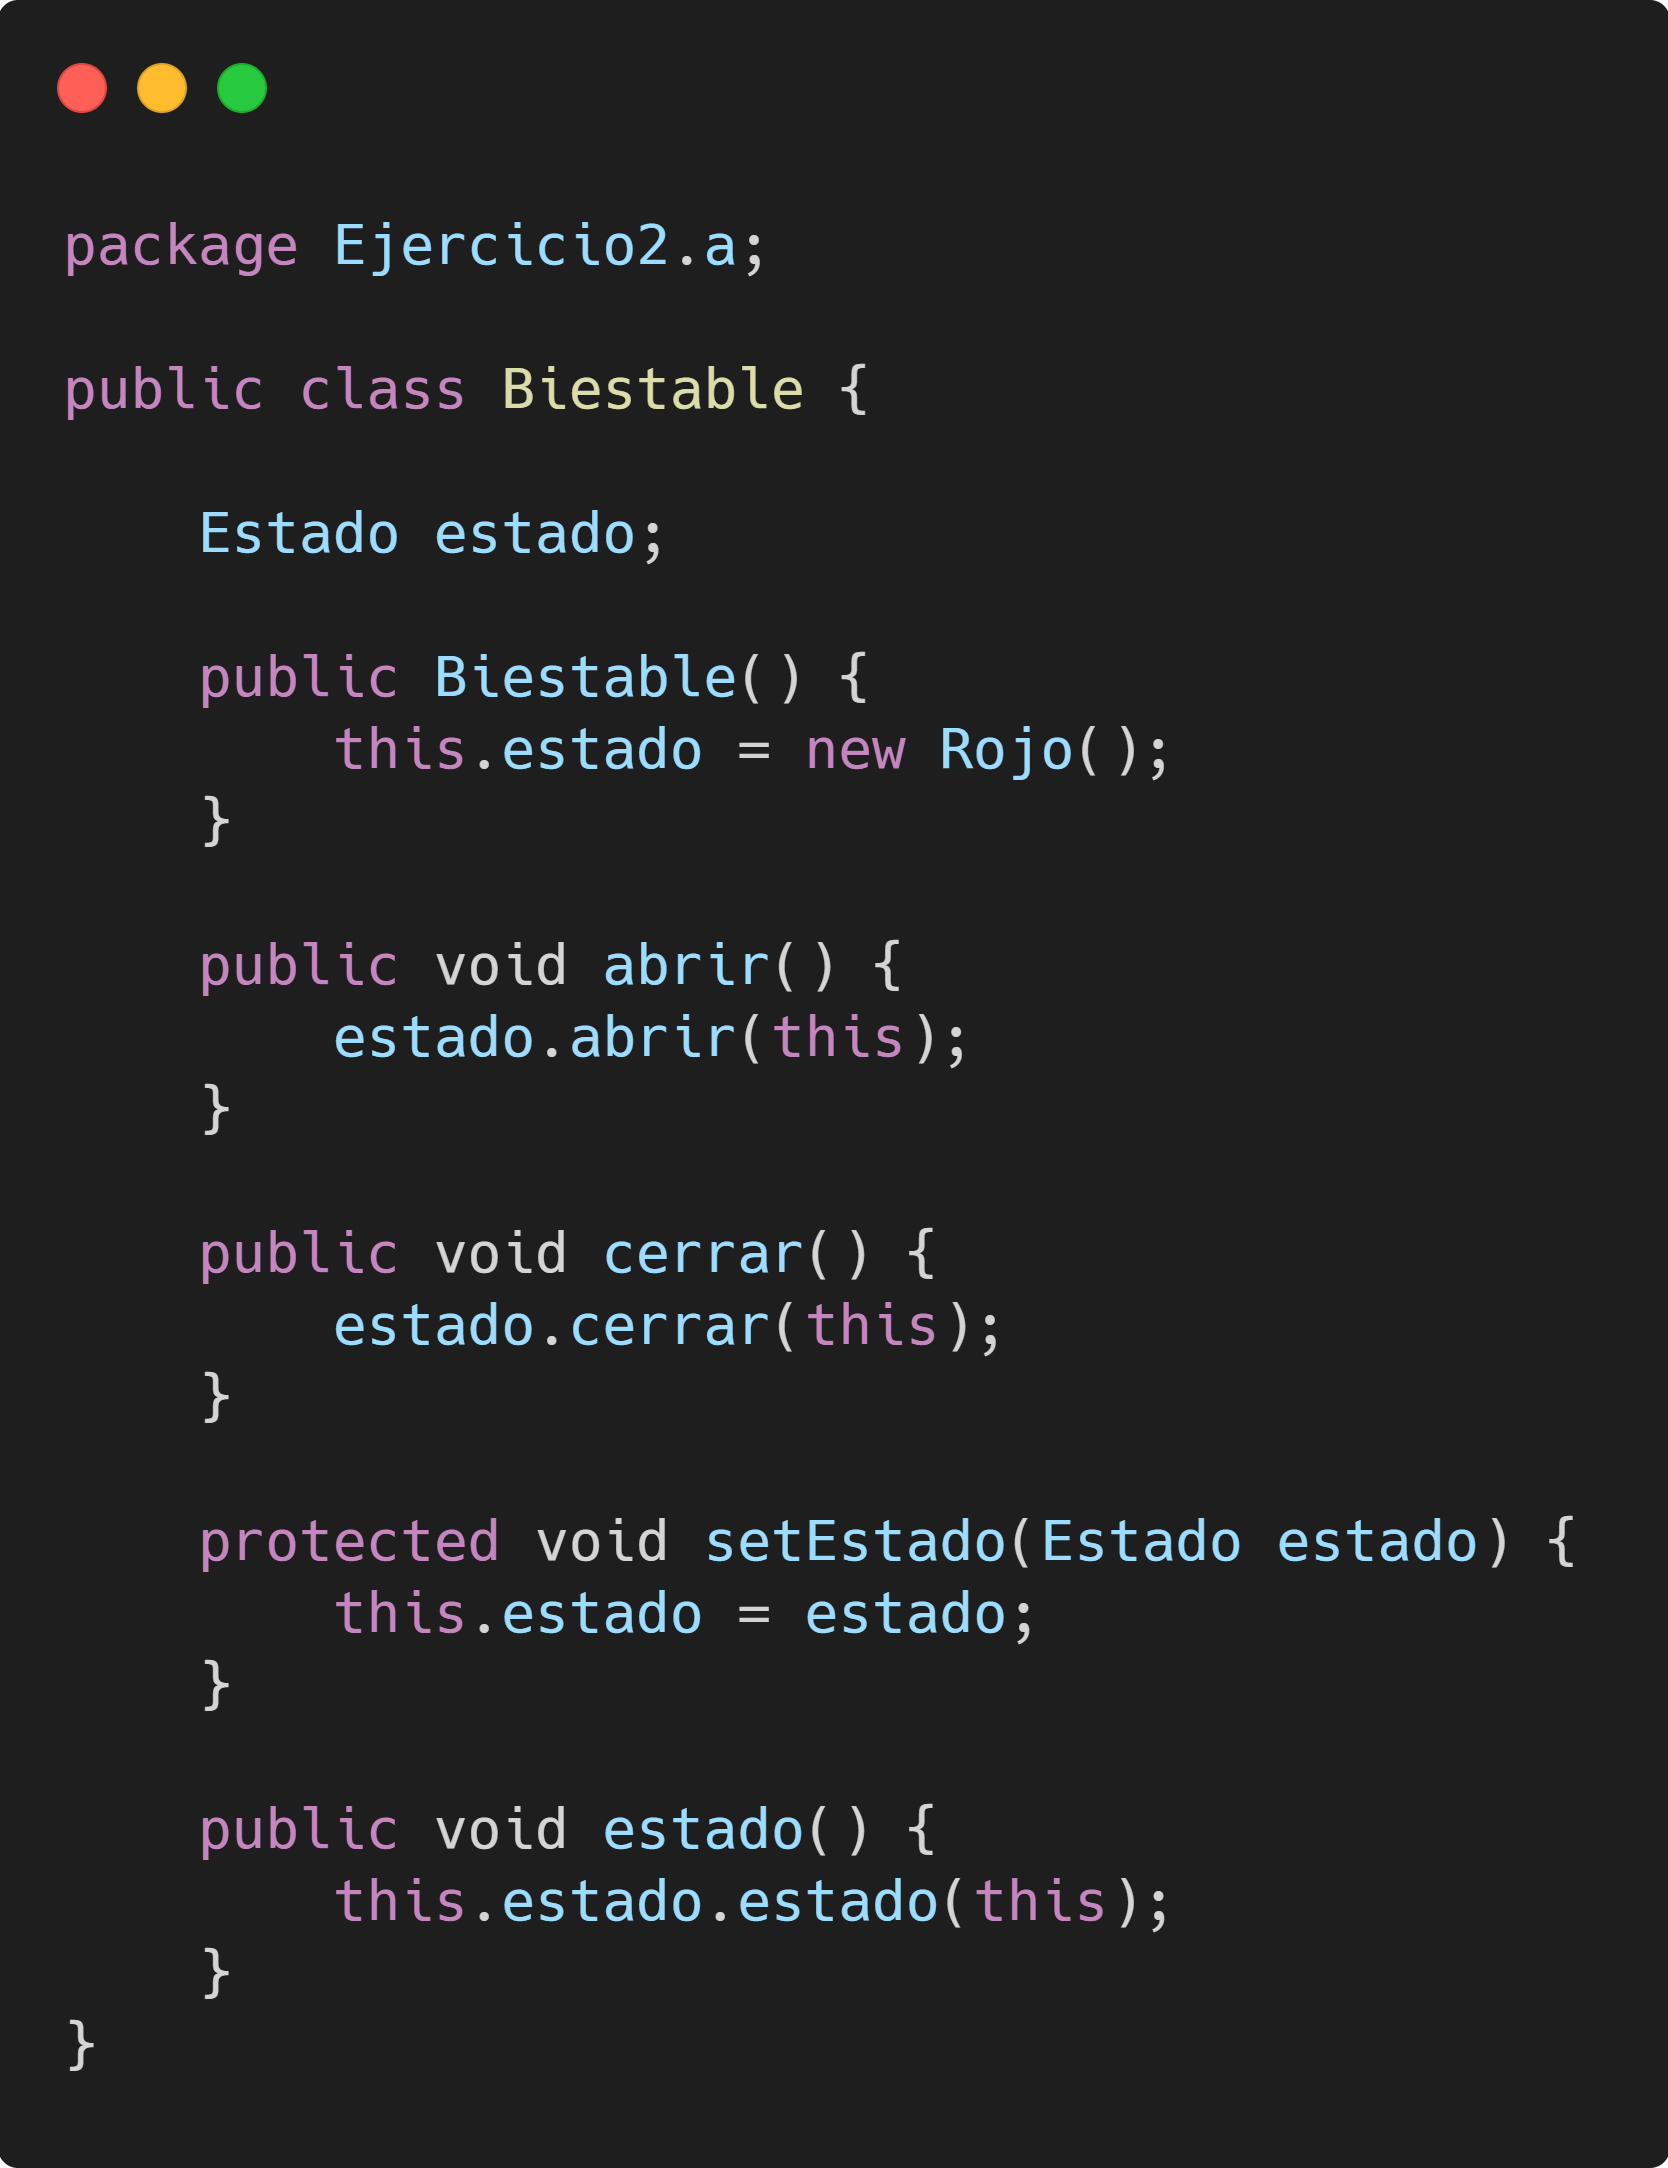 package Ejercicio2.a;
public class Biestable {
    Estado estado;
    public Biestable() {
        this.estado = new Rojo();
    }
    public void abrir() {
        estado.abrir(this);
    }
    public void cerrar() {
        estado.cerrar(this);
    }
    protected void setEstado(Estado estado) {
        this.estado = estado;
    }
    public void estado() {
        this.estado.estado(this);
    }
}